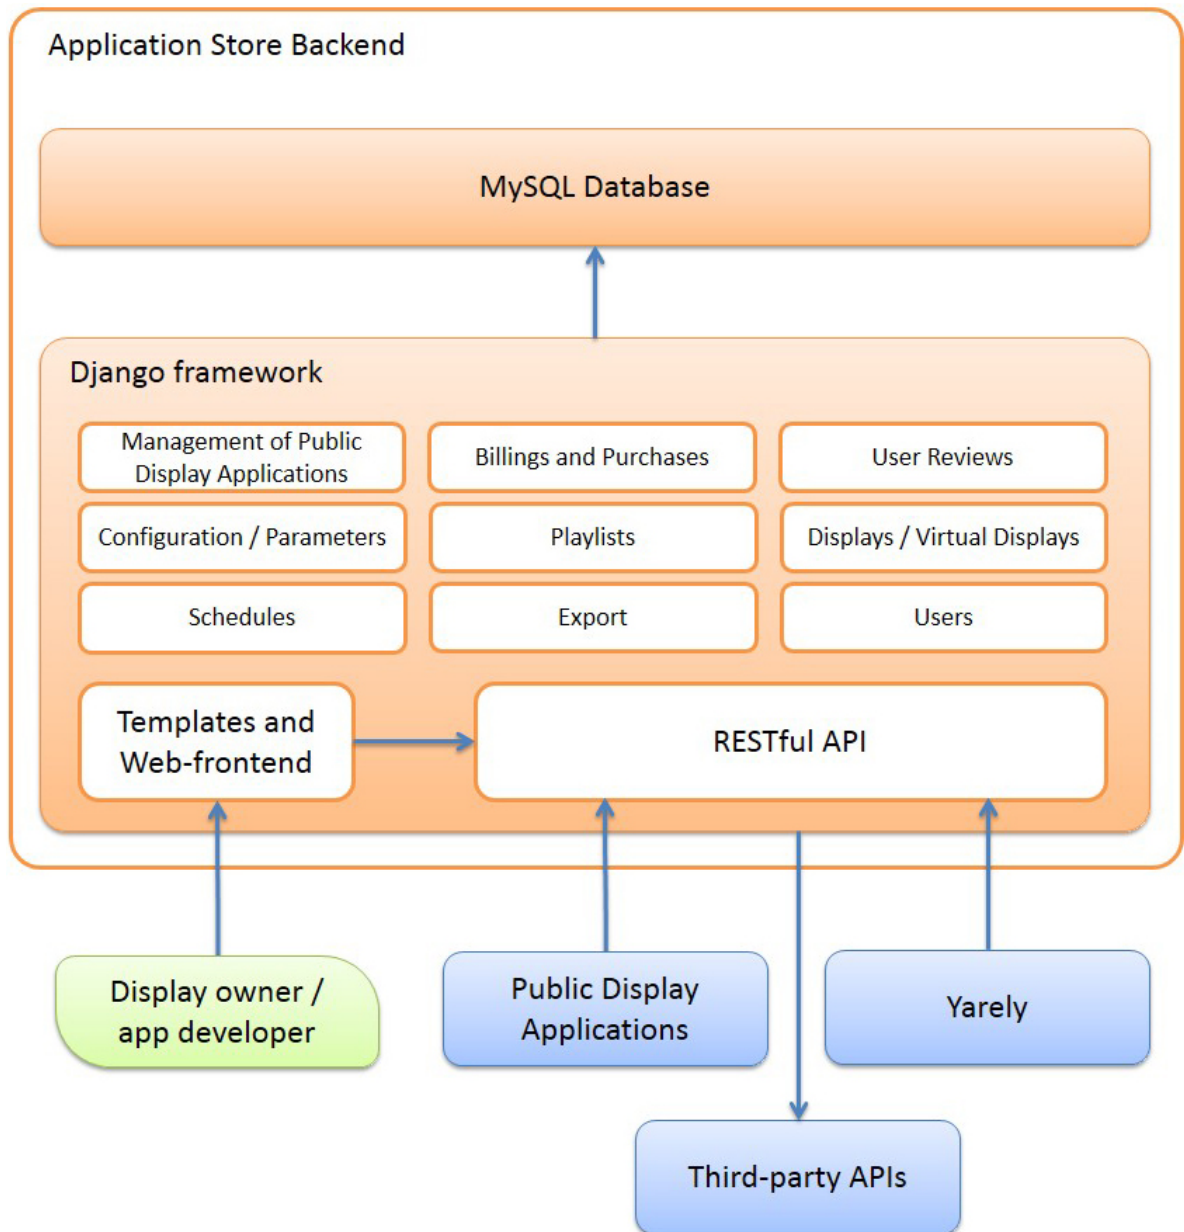 Application Store Backend
MySQL Database
Django framework
Management of Public
Display Applications
Billings and Purchases
User Reviews
Configuration / Parameters
Playlists
Displays / Virtual Displays
Schedules
Export
Users
Templates and
Web-frontend
RESTful API
Display owner /
app developer
Public Display
Applications
Yarely
Third-party APIs